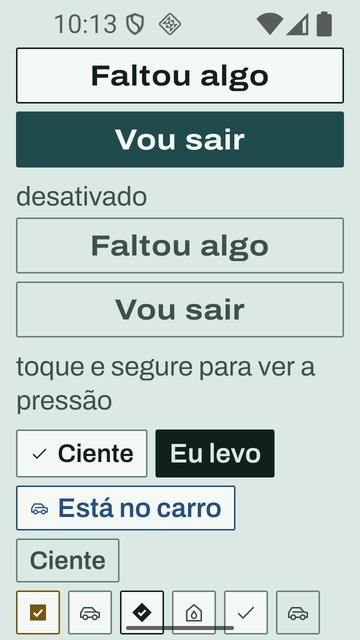 10:13
Faltou algo
Vou sair
desativado
Faltou algo
Vou sair
toque e segure para ver a
pressão
Ciente
Eu levo
Está no carro
Ciente